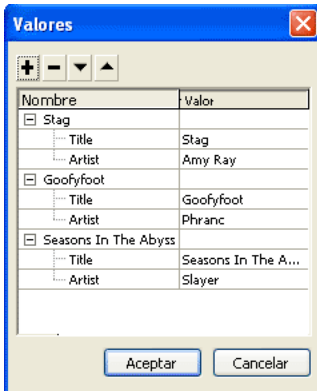 Valores
Nombre Valor
Stag
Title Stag
Artist Amy Ray
Goofyfoot
Title Goofyfoot
Artist Phranc
Seasons In The Abyss
Title Seasons In The A...
Artist Slayer
Aceptar Cancelar